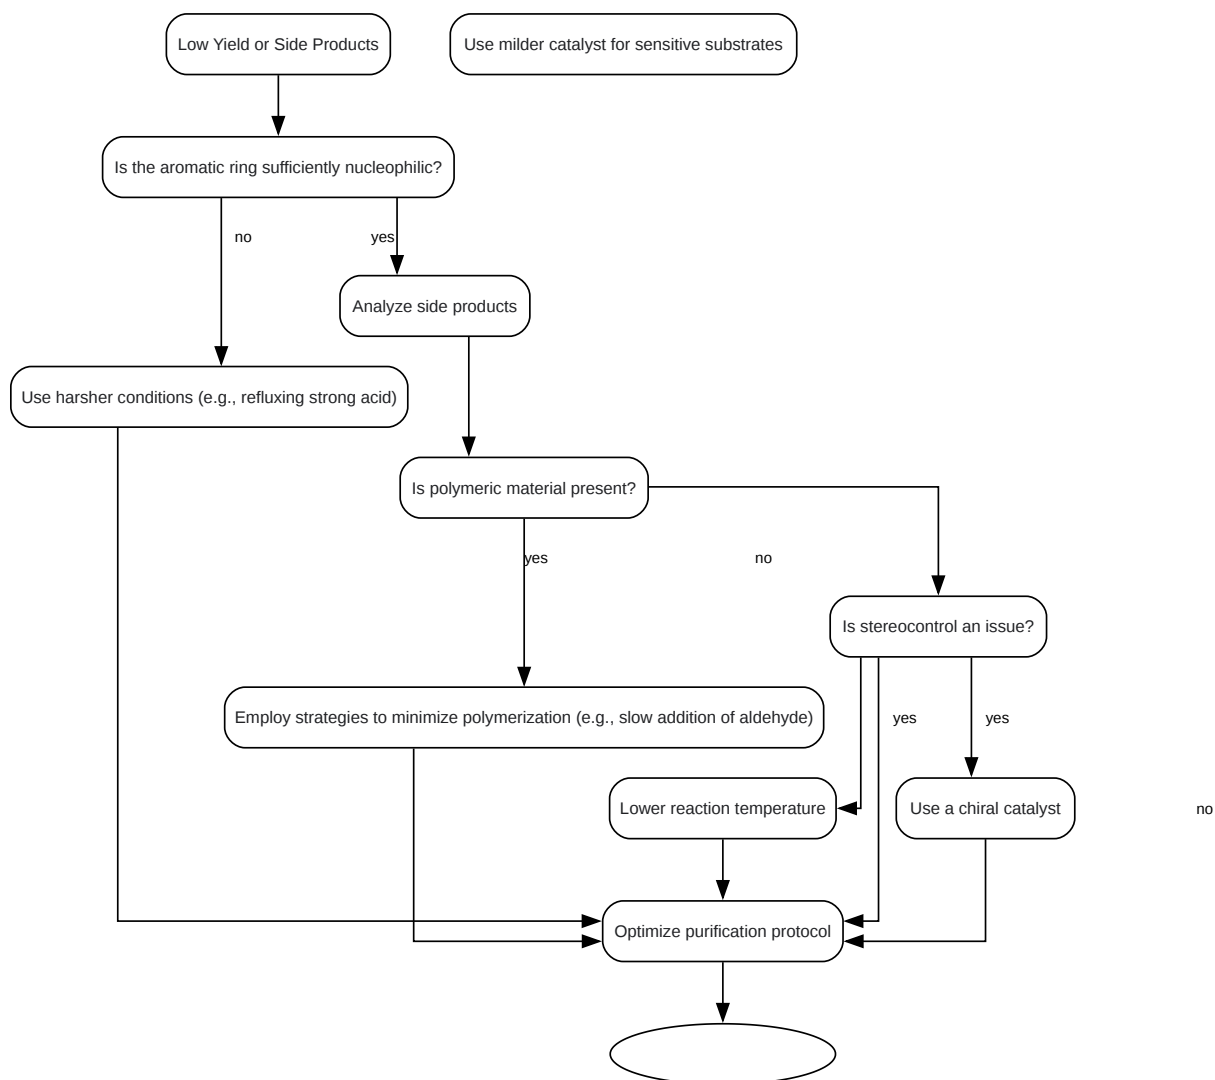 Low Yield or Side Products
Use milder catalyst for sensitive substrates
Is the aromatic ring sufficiently nucleophilic?
no
yes
Analyze side products
Use harsher conditions (e.g., refluxing strong acid)
Is polymeric material present?
yes
no
Is stereocontrol an issue?
Employ strategies to minimize polymerization (e.g., slow addition of aldehyde)
yes
yes
Lower reaction temperature
Use a chiral catalyst
no
Optimize purification protocol